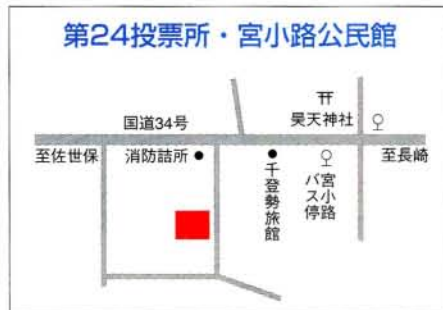 第24投票所・宮小路公民館
昊天神社
国道34号
至佐世保
消防詰所
千登勢旅館
宮小路
バス停
至長崎